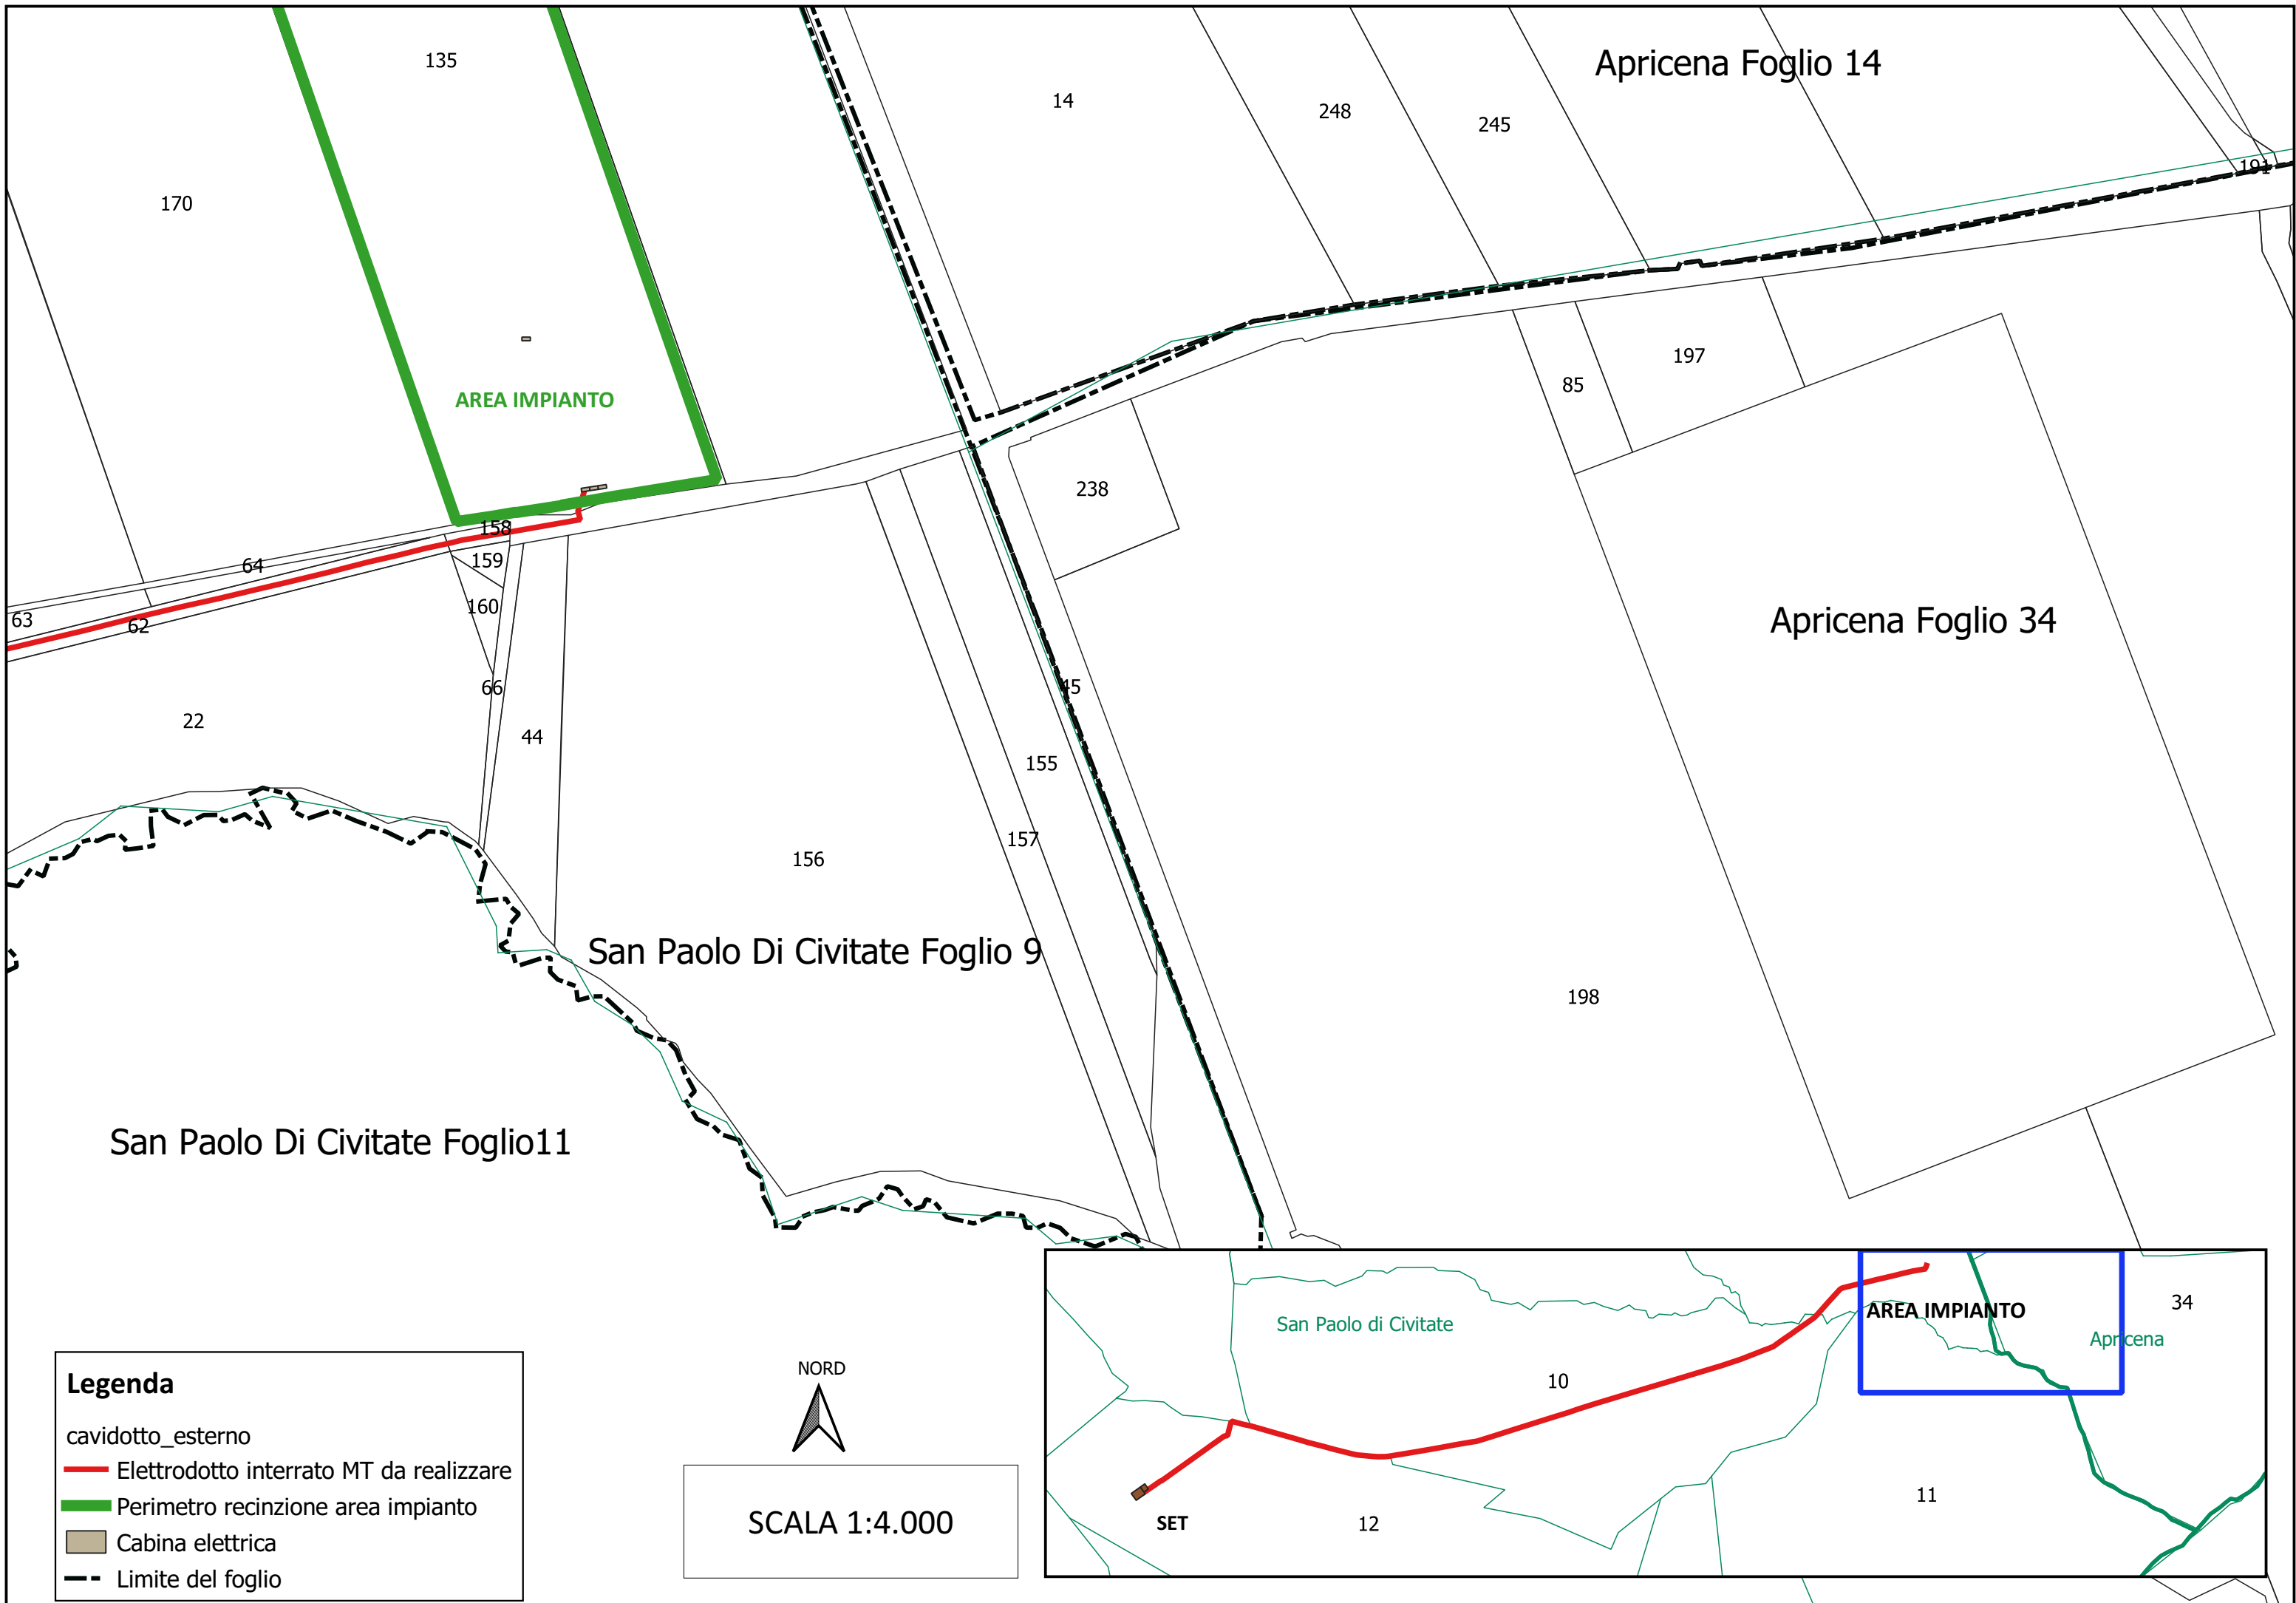 135
Apricena Foglio 14
14
248
245
191
170
197
85
AREA IMPIANTO
238
158
159
64
160
63
62
Apricena Foglio 34
45
66
22
44
155
157
156
San Paolo Di Civitate Foglio 9
198
San Paolo Di Civitate Foglio11
34
AREA IMPIANTO
San Paolo di Civitate
Apricena
10
11
SET
12
NORD
SCALA 1:4.000
Legenda
cavidotto_esterno
Elettrodotto interrato MT da realizzare
Perimetro recinzione area impianto
Cabina elettrica
Limite del foglio